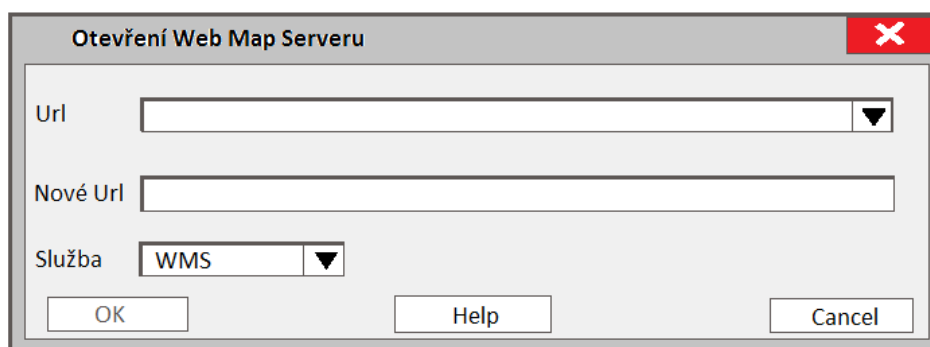 Otevření Web Map Serveru
Url
Nové Url
Služba WMS
OK Help Cancel